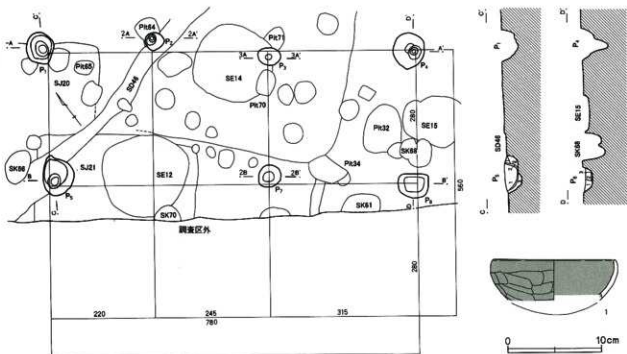 C'
D'
C'
D'
Pit64
2A
2A'
P2
A
P1
Pit71
3A
3A'
P3
A'
P4
Pit65
SJ20
SE14
SD46
Pit70
280
Pit32
SE15
SK69
560
SK66
SJ21
B
SE12
2B
2B'
P7
Pit34
B'
P5
P8
SK70
SK61
C
D
調査区外
280
220
245
315
780
P1
P4
SD46
SE15
SK68
P5
P8
C
D
1
0
10cm